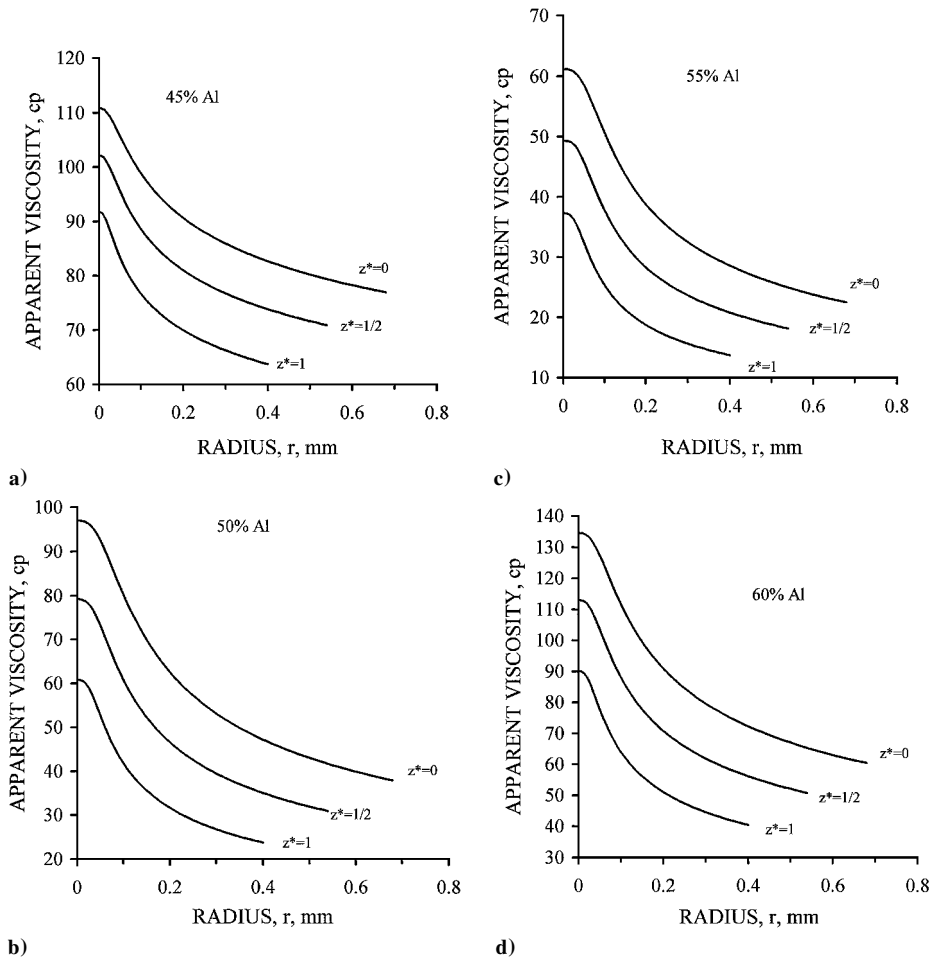 120
110
100
90
80
70
60
APPARENT VISCOSITY, cp
45% Al
z*=0
z*=1/2
z*=1
0
0.2
0.4
0.6
0.8
RADIUS, r, mm
a)
70
60
50
40
30
20
10
APPARENT VISCOSITY, cp
55% Al
z*=0
z*=1/2
z*=1
0
0.2
0.4
0.6
0.8
RADIUS, r, mm
c)
100
90
80
70
60
50
40
30
20
APPARENT VISCOSITY, cp
50% Al
z*=0
z*=1/2
z*=1
0
0.2
0.4
0.6
0.8
RADIUS, r, mm
b)
140
130
120
110
100
90
80
70
60
50
40
30
APPARENT VISCOSITY, cp
60% Al
z*=0
z*=1/2
z*=1
0
0.2
0.4
0.6
0.8
RADIUS, r, mm
d)